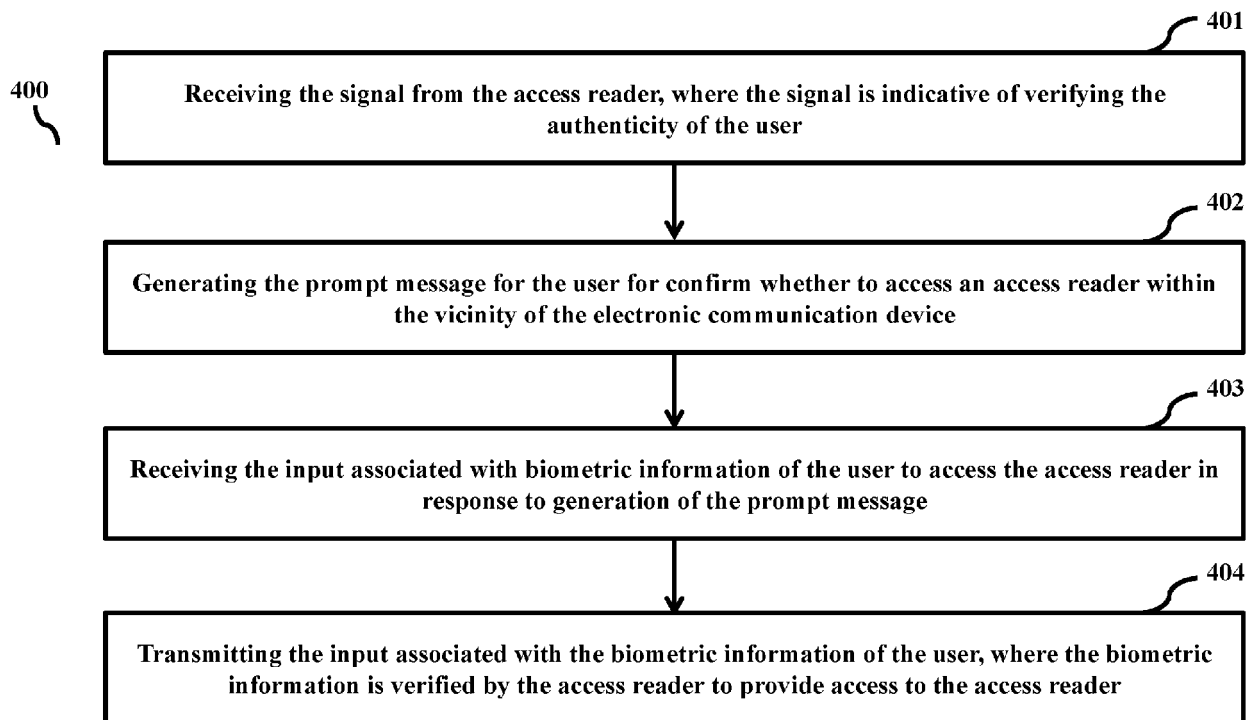 401
400
Receiving the signal from the access reader, where the signal is indicative of verifying the
authenticity of the user
402
Generating the prompt message for the user for confirm whether to access an access reader within
the vicinity of the electronic communication device
403
Receiving the input associated with biometric information of the user to access the access reader in
response to generation of the prompt message
404
Transmitting the input associated with the biometric information of the user, where the biometric
information is verified by the access reader to provide access to the access reader